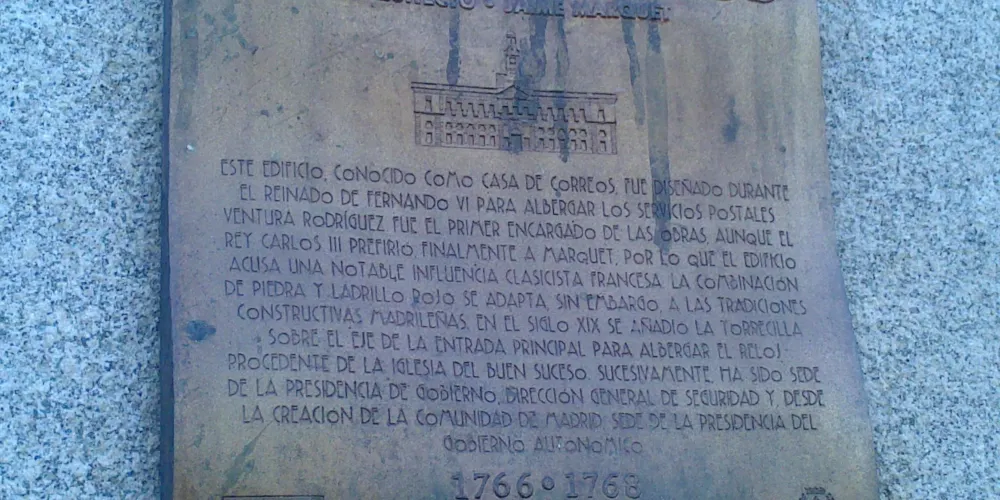 JAIME MARQUET
ESTE EDIFICIO, CONOCIDO COMO CASA DE CORREOS, FUE DISEÑADO DURANTE
EL REINADO DE FERNANDO VI PARA ALBERGAR LOS SERVICIOS POSTALES
VENTURA RODRÍGUEZ FUE EL PRIMER ENCARGADO DE LAS OBRAS, AUNQUE EL
REY CARLOS III PREFIRIÓ, FINALMENTE A MARQUET, POR LO QUE EL EDIFICIO
ACUSA UNA NOTABLE INFLUENCIA CLASICISTA FRANCESA. LA COMBINACIÓN
DE PIEDRA Y LADRILLO ROJO SE ADAPTA, SIN EMBARGO, A LAS TRADICIONES
CONSTRUCTIVAS MADRILEÑAS. EN EL SIGLO XIX SE AÑADIÓ LA TORRECILLA
SOBRE EL EJE DE LA ENTRADA PRINCIPAL PARA ALBERGAR EL RELOJ
PROCEDENTE DE LA IGLESIA DEL BUEN SUCESO. SUCESIVAMENTE, HA SIDO SEDE
DE LA PRESIDENCIA DE GOBIERNO, DIRECCIÓN GENERAL DE SEGURIDAD Y, DESDE
LA CREACIÓN DE LA COMUNIDAD DE MADRID, SEDE DE LA PRESIDENCIA DEL
GOBIERNO AUTONÓMICO
1766 • 1768